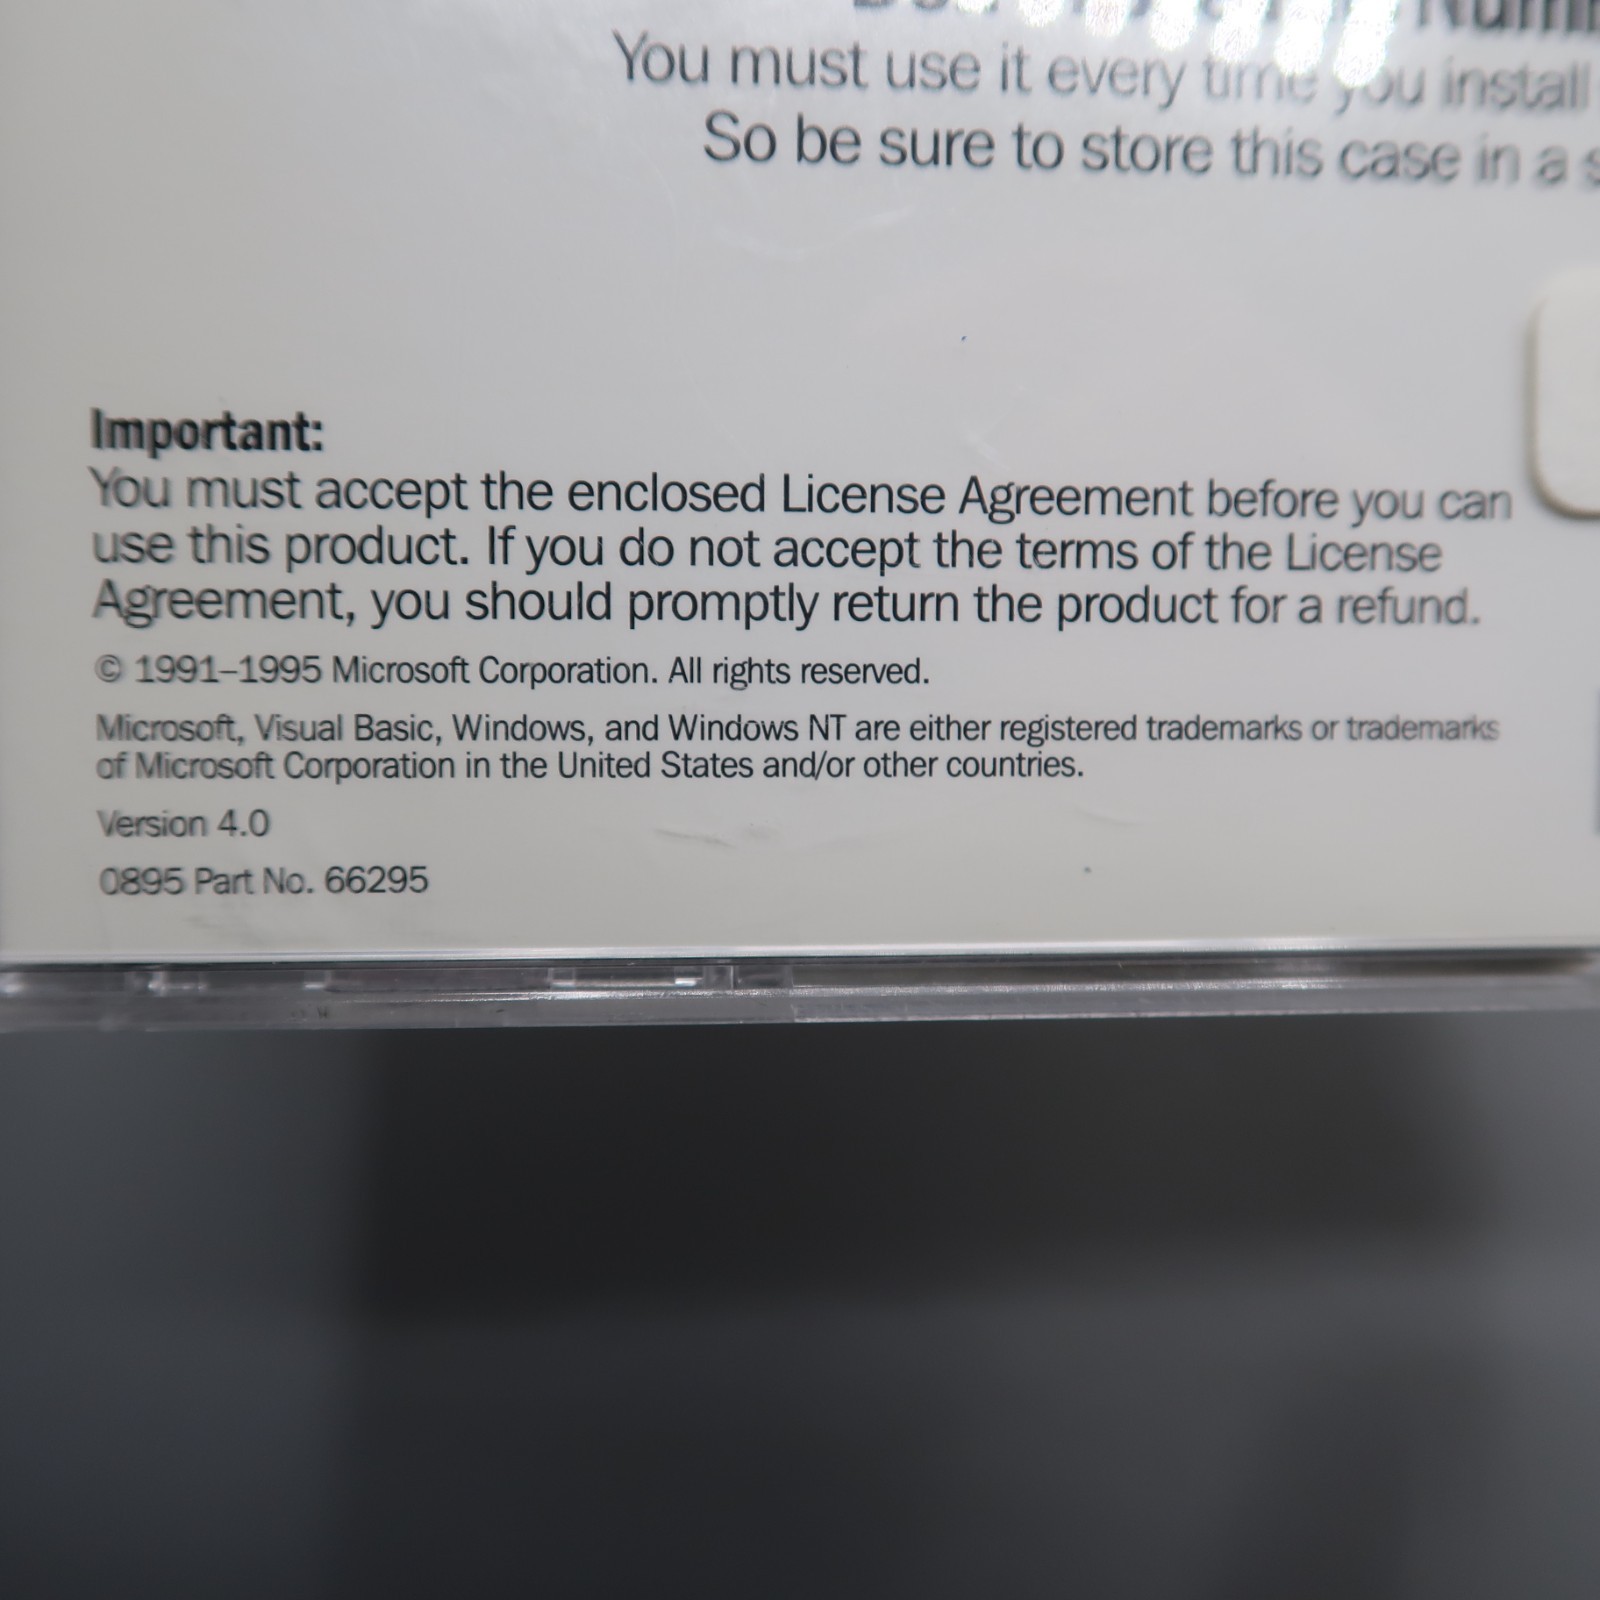 You must use it every time you install
So be sure to store this case in a
Important:
You must accept the enclosed License Agreement before you can
use this product. If you do not accept the terms of the License
Agreement, you should promptly return the product for a refund.
© 1991–1995 Microsoft Corporation. All rights reserved.
Microsoft, Visual Basic, Windows, and Windows NT are either registered trademarks or trademarks
of Microsoft Corporation in the United States and/or other countries.
Version 4.0
0895 Part No. 66295